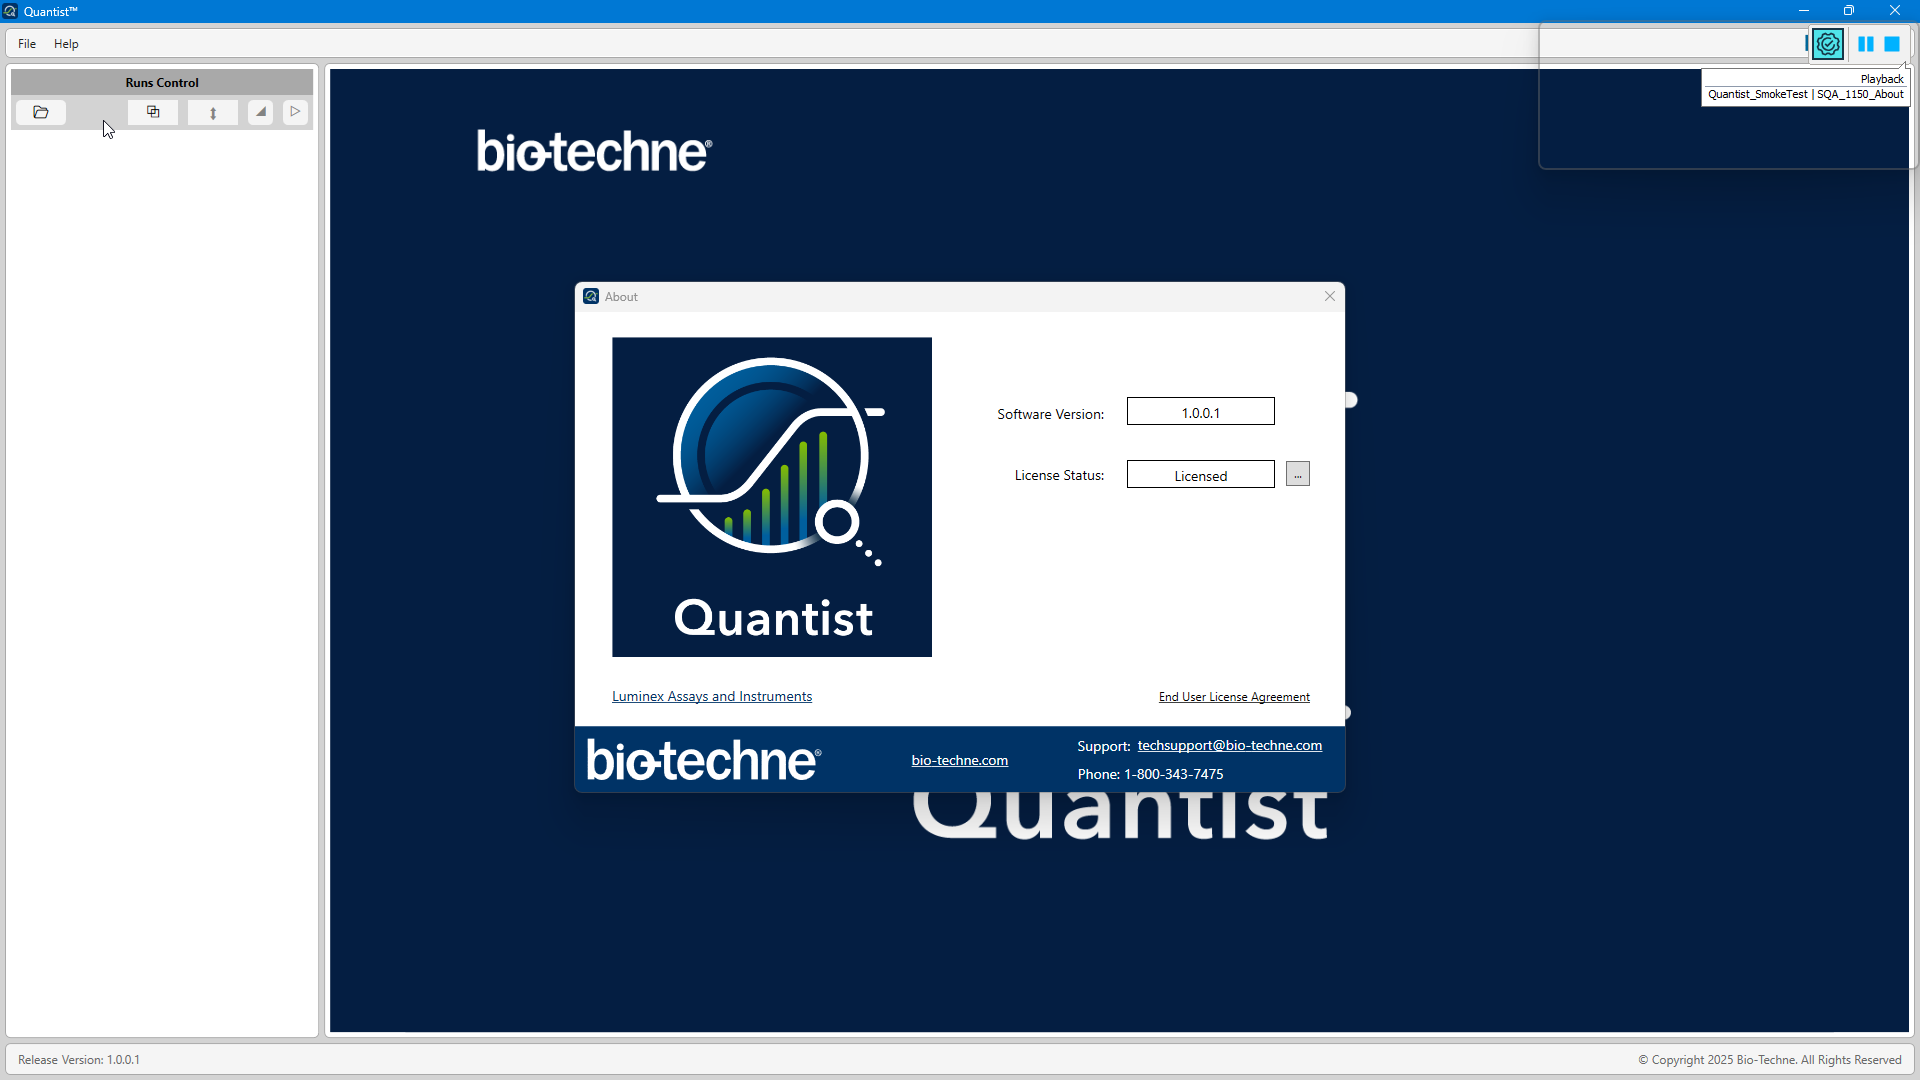 Quantist™
File Help
Playback
Quantist_SmokeTest | SQA_1150_About
Runs Control
bio-techne®
About
Software Version: 1.0.0.1
License Status: Licensed ...
Quantist
Luminex Assays and Instruments
End User License Agreement
bio-techne®
bio-techne.com
Support: techsupport@bio-techne.com
Phone: 1-800-343-7475
Quantist
Release Version: 1.0.0.1
© Copyright 2025 Bio-Techne. All Rights Reserved